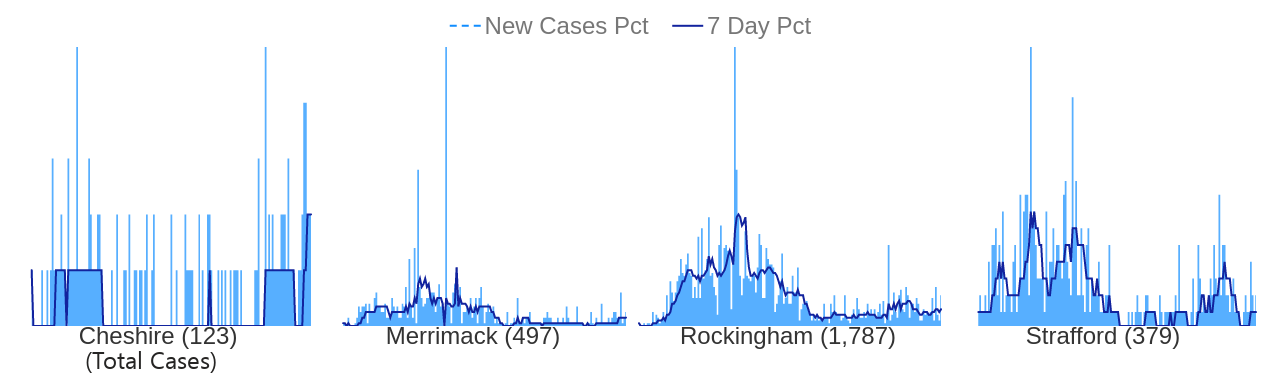 New Cases Pct 7 Day Pct
Cheshire (123) Merrimack (497) Rockingham (1,787) Strafford (379)
(Total Cases)